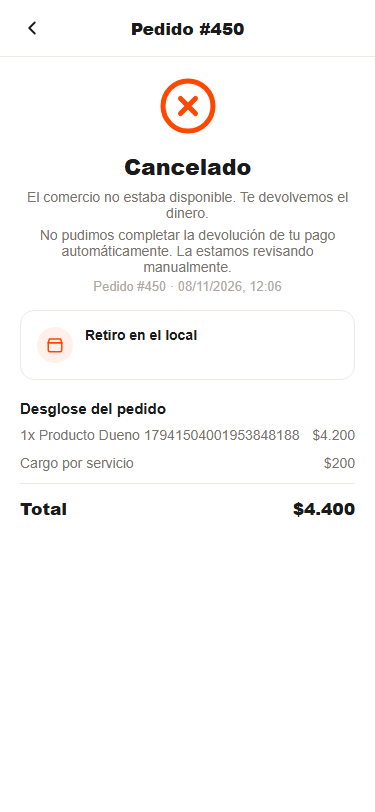 Pedido #450
Cancelado
El comercio no estaba disponible. Te devolvemos el
dinero.
No pudimos completar la devolución de tu pago
automáticamente. La estamos revisando
manualmente.
Pedido #450 · 08/11/2026, 12:06
Retiro en el local
Desglose del pedido
1x Producto Dueno 17941504001953848188 $4.200
Cargo por servicio $200
Total $4.400